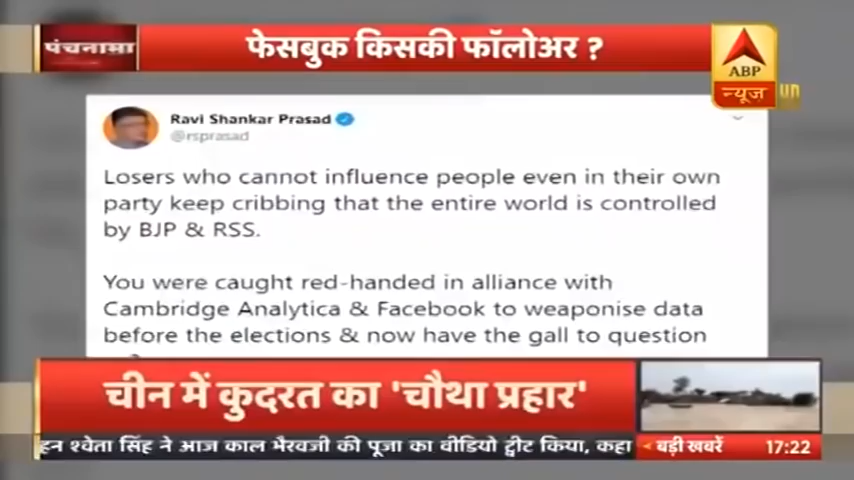 पंचनामा
फेसबुक किसकी फॉलोअर ?
ABP
न्यूज़
HD
Ravi Shankar Prasad
@rsprasad
Losers who cannot influence people even in their own
party keep cribbing that the entire world is controlled
by BJP & RSS.
You were caught red-handed in alliance with
Cambridge Analytica & Facebook to weaponise data
before the elections & now have the gall to question
चीन में कुदरत का 'चौथा प्रहार'
हन श्वेता सिंह ने आज काल भैरवजी की पूजा का वीडियो ट्वीट किया, कहा
बड़ी खबरें
17:22